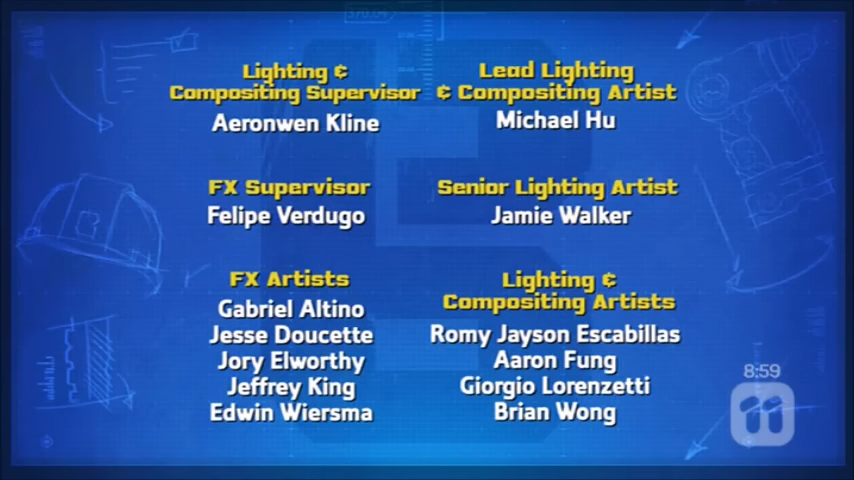 Lighting &
Compositing Supervisor
Aeronwen Kline
Lead Lighting
& Compositing Artist
Michael Hu
FX Supervisor
Felipe Verdugo
Senior Lighting Artist
Jamie Walker
FX Artists
Gabriel Altino
Jesse Doucette
Jory Elworthy
Jeffrey King
Edwin Wiersma
Lighting &
Compositing Artists
Romy Jayson Escabillas
Aaron Fung
Giorgio Lorenzetti
Brian Wong
8:59
11